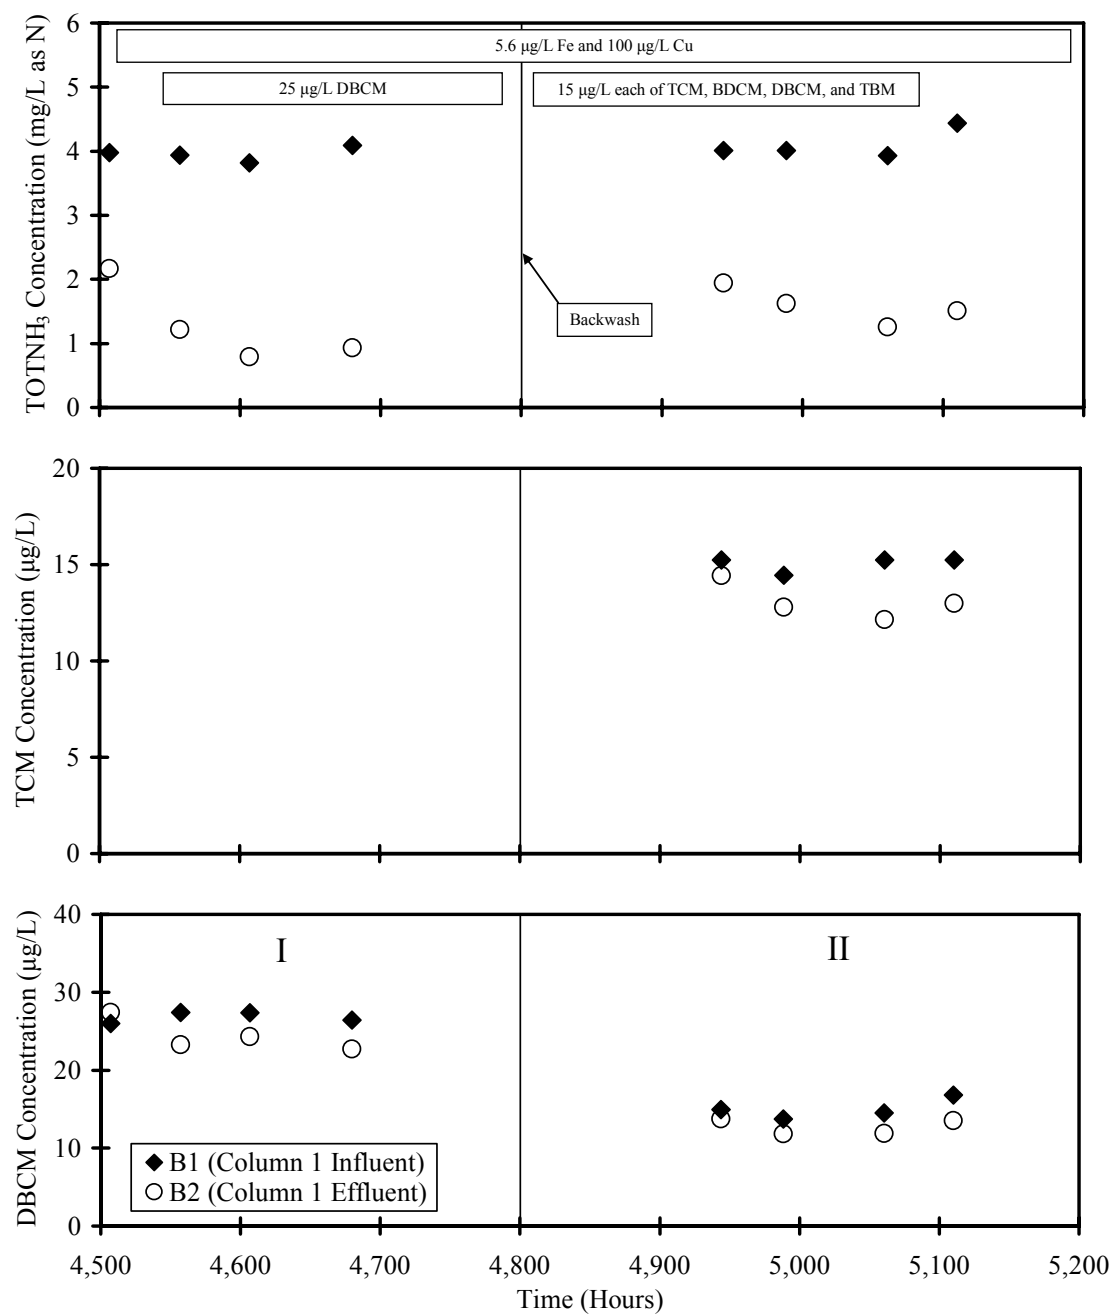 TOTNH₃ Concentration (mg/L as N)
6
5
4
3
2
1
0
5.6 μg/L Fe and 100 μg/L Cu
25 μg/L DBCM
15 μg/L each of TCM, BDCM, DBCM, and TBM
Backwash
TCM Concentration (μg/L)
20
15
10
5
0
DBCM Concentration (μg/L)
40
30
20
10
0
I
II
B1 (Column 1 Influent)
B2 (Column 1 Effluent)
4,500 4,600 4,700 4,800 4,900 5,000 5,100 5,200
Time (Hours)